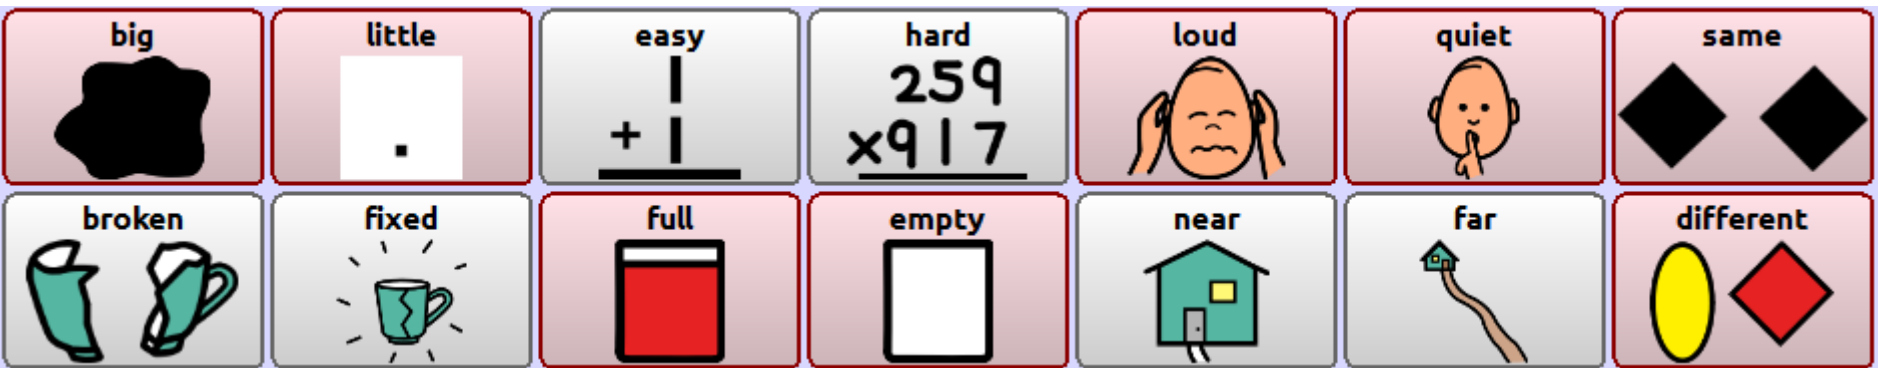 big
little
easy
1
+ 1
hard
259
x917
loud
quiet
same
broken
fixed
full
empty
near
far
different